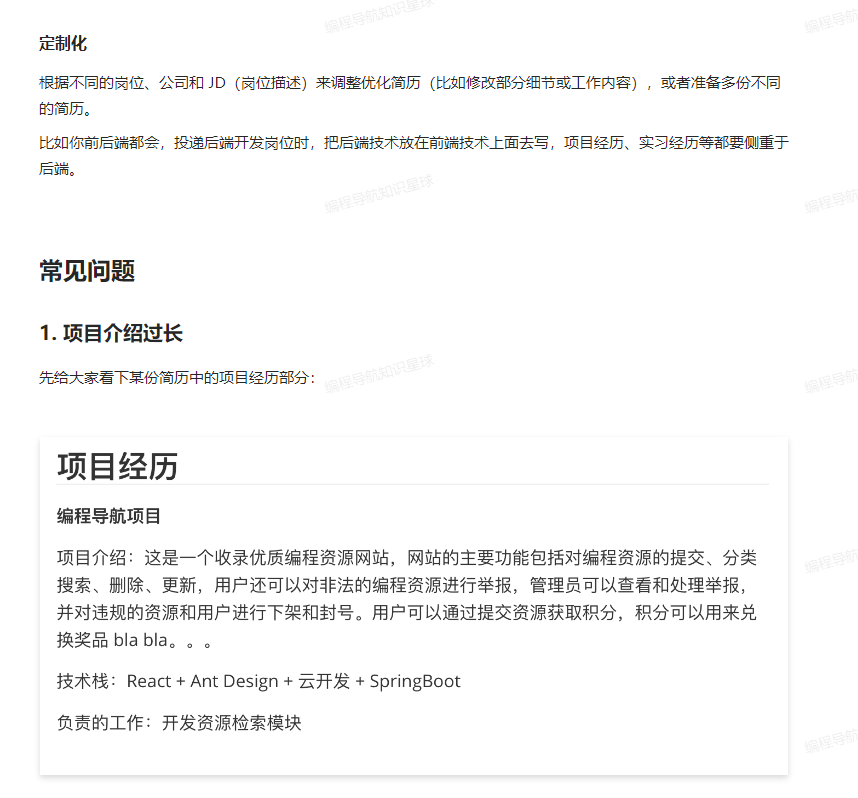 编程导航知识星球
编程导航
定制化
根据不同的岗位、公司和 JD（岗位描述）来调整优化简历（比如修改部分细节或工作内容），或者准备多份不同
的简历。
比如你前后端都会，投递后端开发岗位时，把后端技术放在前端技术上面去写，项目经历、实习经历等都要侧重于
后端。
编程导航知识星球
编程导航
常见问题
1. 项目介绍过长
先给大家看下某份简历中的项目经历部分：
编程导航知识星球
编程导航
项目经历
编程导航项目
项目介绍：这是一个收录优质编程资源网站，网站的主要功能包括对编程资源的提交、分类
搜索、删除、更新，用户还可以对非法的编程资源进行举报，管理员可以查看和处理举报，
编程导航
并对违规的资源和用户进行下架和封号。用户可以通过提交资源获取积分，积分可以用来兑
换奖品 bla bla。。。
技术栈：React + Ant Design + 云开发 + SpringBoot
负责的工作：开发资源检索模块
编程导航